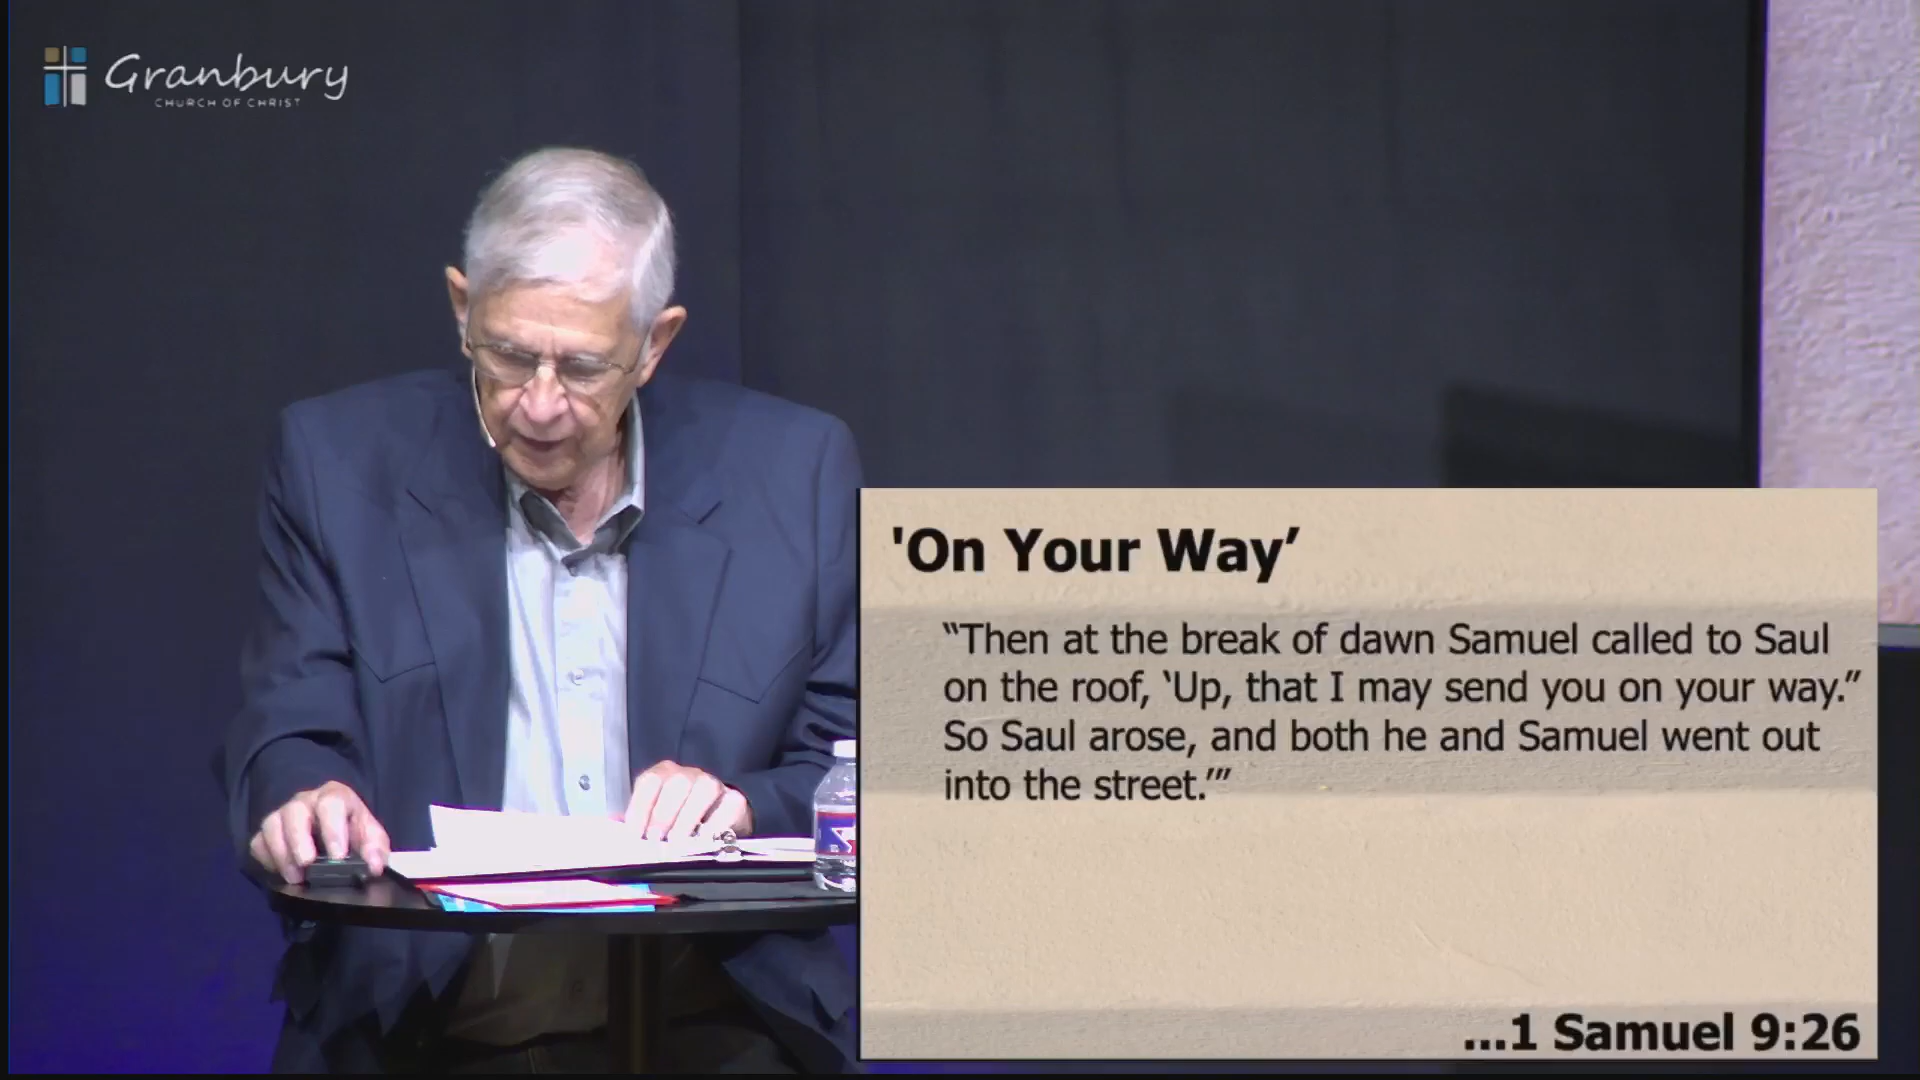 Granbury
CHURCH OF CHRIST
'On Your Way’
“Then at the break of dawn Samuel called to Saul
on the roof, ‘Up, that I may send you on your way.”
So Saul arose, and both he and Samuel went out
into the street.’”
...1 Samuel 9:26